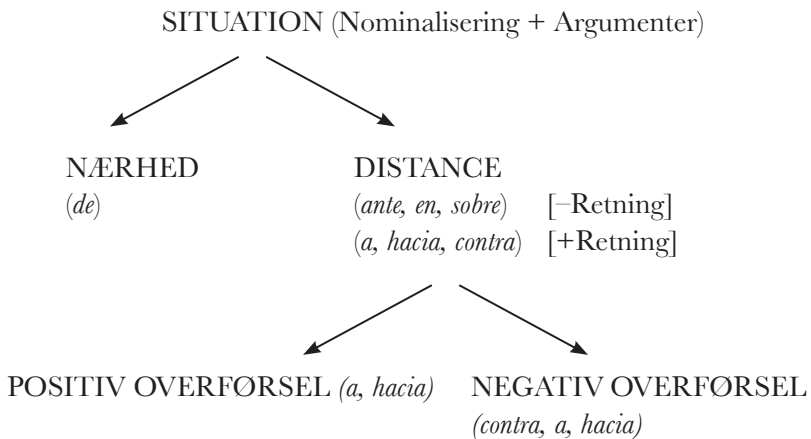 SITUATION (Nominalisering + Argumenter)
NÆRHED DISTANCE
(de) (ante, en, sobre) [–Retning]
(a, hacia, contra) [+Retning]
POSITIV OVERFØRSEL (a, hacia) NEGATIV OVERFØRSEL
(contra, a, hacia)